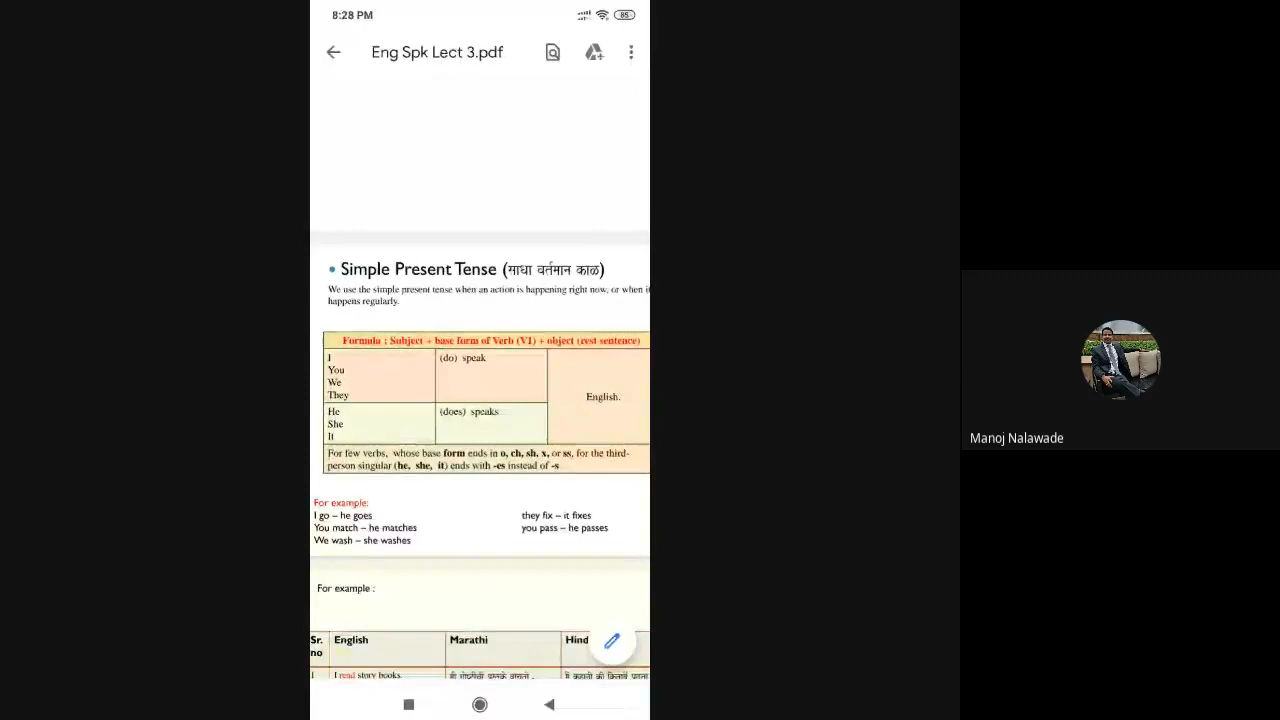 8:28 PM
85
Eng Spk Lect 3.pdf
• Simple Present Tense (साधा वर्तमान काळ)
We use the simple present tense when an action is happening right now, or when it
happens regularly.
Formula : Subject + base form of Verb (V1) + object (rest sentence)
I
You
We
They
(do) speak
English.
He
She
It
(does) speaks
For few verbs, whose base form ends in o, ch, sh, x, or ss, for the third-
person singular (he, she, it) ends with -es instead of -s
For example:
I go – he goes
they fix – it fixes
You match – he matches
you pass – he passes
We wash – she washes
For example :
Sr.
no
English
Marathi
Hind
1
I read story books.
Manoj Nalawade